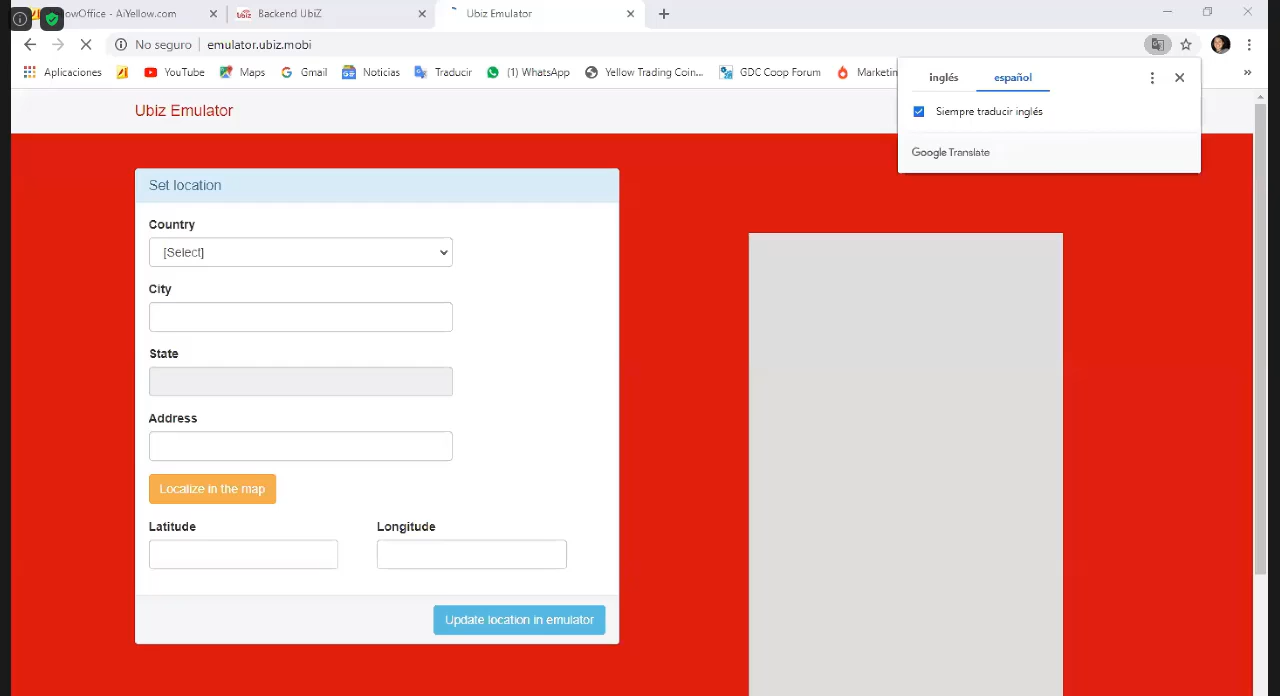 owOffice - AiYellow.com
ubiz Backend UbiZ
Ubiz Emulator
No seguro emulator.ubiz.mobi
Aplicaciones YouTube Maps Gmail Noticias Traducir (1) WhatsApp Yellow Trading Coin... GDC Coop Forum Marketin
inglés español
Siempre traducir inglés
Google Translate
Ubiz Emulator
Set location
Country
[Select]
City
State
Address
Localize in the map
Latitude Longitude
Update location in emulator